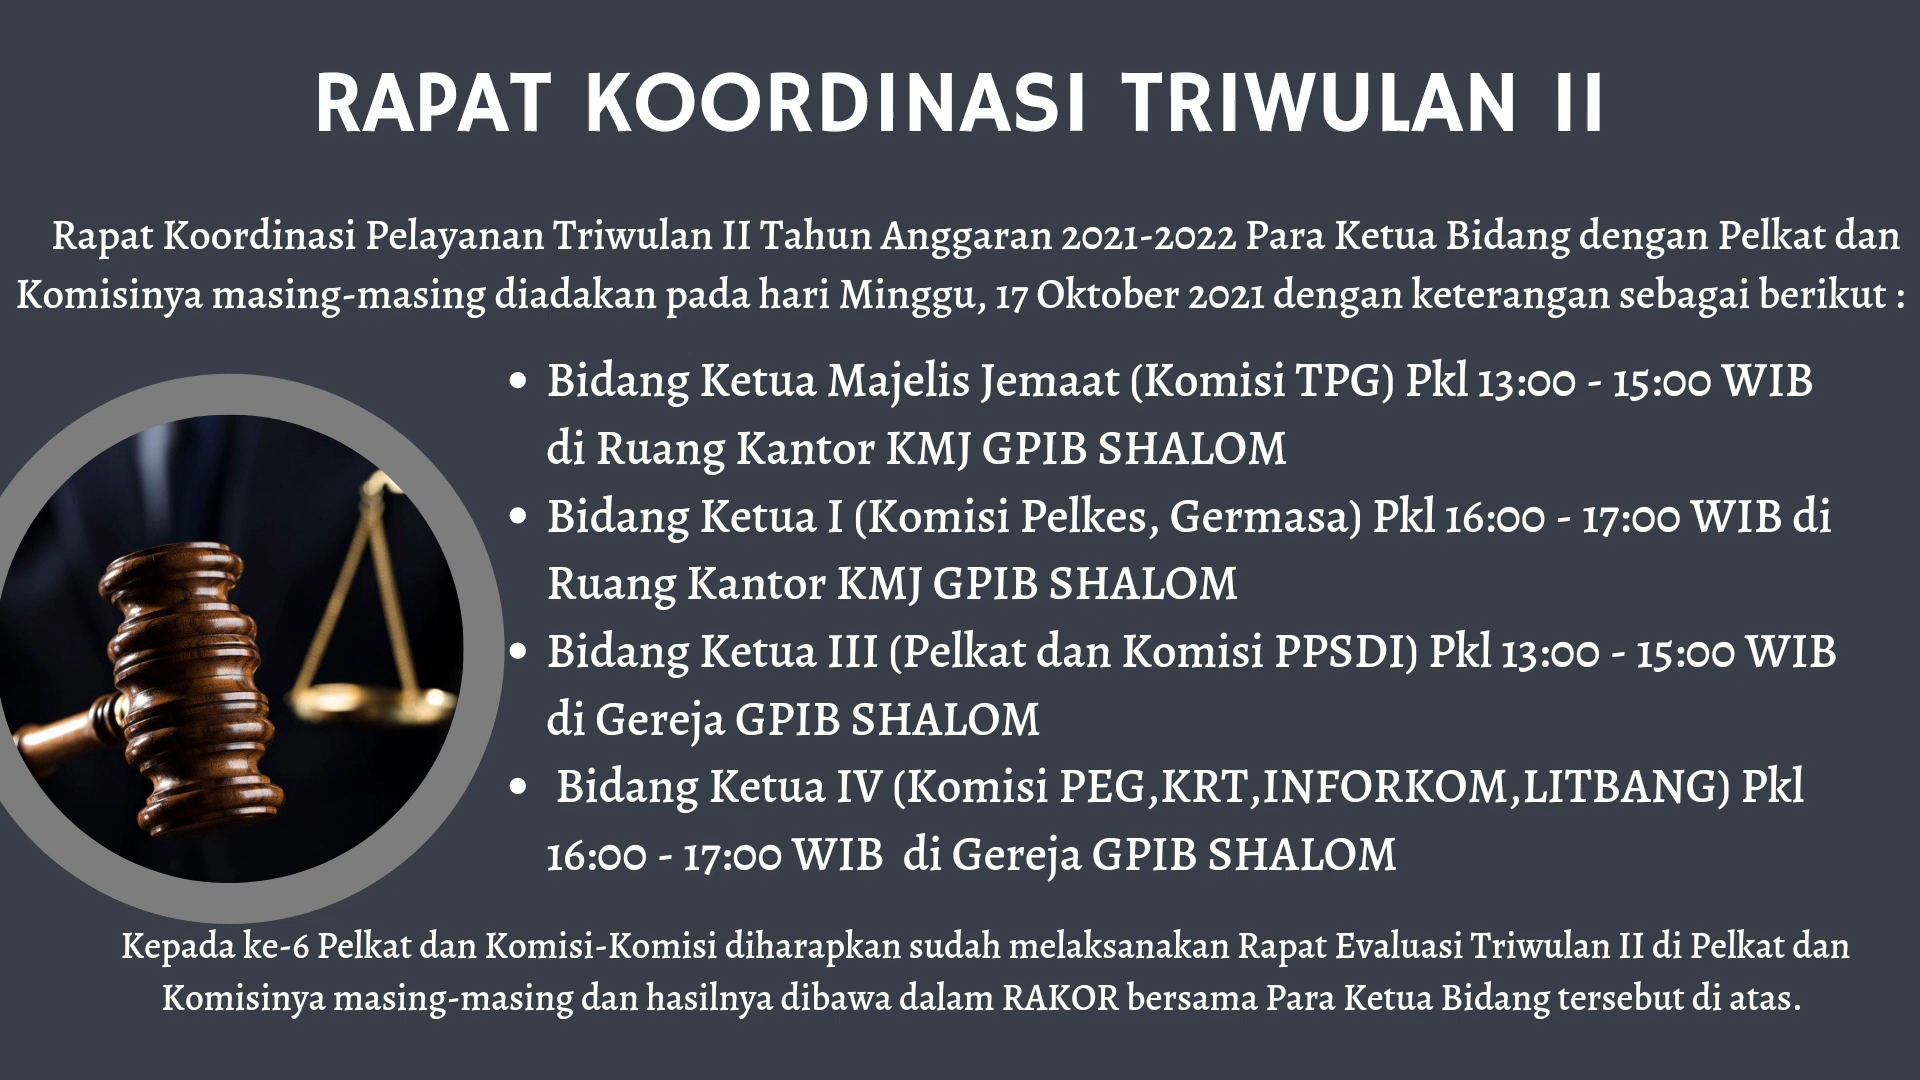 RAPAT KOORDINASI TRIWULAN II
Rapat Koordinasi Pelayanan Triwulan II Tahun Anggaran 2021-2022 Para Ketua Bidang dengan Pelkat dan
Komisinya masing-masing diadakan pada hari Minggu, 17 Oktober 2021 dengan keterangan sebagai berikut :
• Bidang Ketua Majelis Jemaat (Komisi TPG) Pkl 13:00 - 15:00 WIB
di Ruang Kantor KMJ GPIB SHALOM
• Bidang Ketua I (Komisi Pelkes, Germasa) Pkl 16:00 - 17:00 WIB di
Ruang Kantor KMJ GPIB SHALOM
• Bidang Ketua III (Pelkat dan Komisi PPSDI) Pkl 13:00 - 15:00 WIB
di Gereja GPIB SHALOM
• Bidang Ketua IV (Komisi PEG,KRT,INFORKOM,LITBANG) Pkl
16:00 - 17:00 WIB di Gereja GPIB SHALOM
Kepada ke-6 Pelkat dan Komisi-Komisi diharapkan sudah melaksanakan Rapat Evaluasi Triwulan II di Pelkat dan
Komisinya masing-masing dan hasilnya dibawa dalam RAKOR bersama Para Ketua Bidang tersebut di atas.